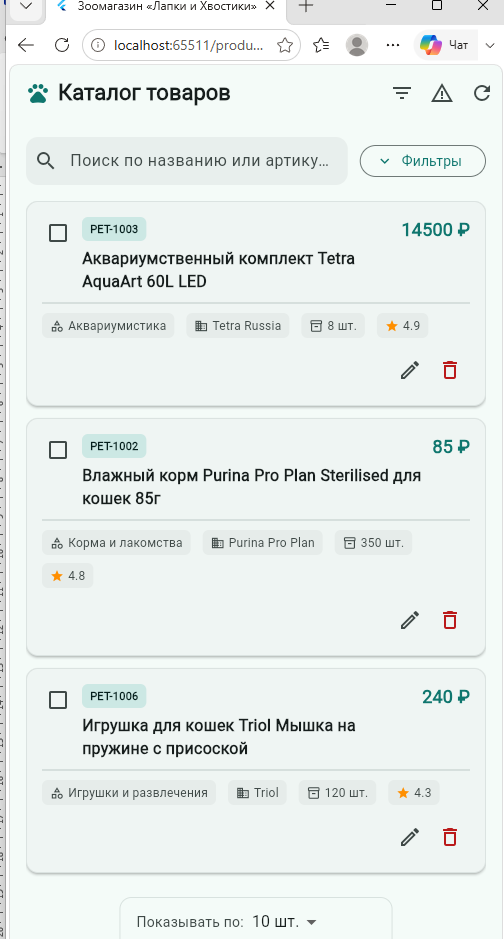 Зоомагазин «Лапки и Хвостики»
localhost:65511/produ...
Чат
Каталог товаров
Поиск по названию или артику...
Фильтры
PET-1003
14500 ₽
Аквариумственный комплект Tetra
AquaArt 60L LED
Аквариумистика
Tetra Russia
8 шт.
4.9
PET-1002
85 ₽
Влажный корм Purina Pro Plan Sterilised для
кошек 85г
Корма и лакомства
Purina Pro Plan
350 шт.
4.8
PET-1006
240 ₽
Игрушка для кошек Triol Мышка на
пружине с присоской
Игрушки и развлечения
Triol
120 шт.
4.3
Показывать по: 10 шт.